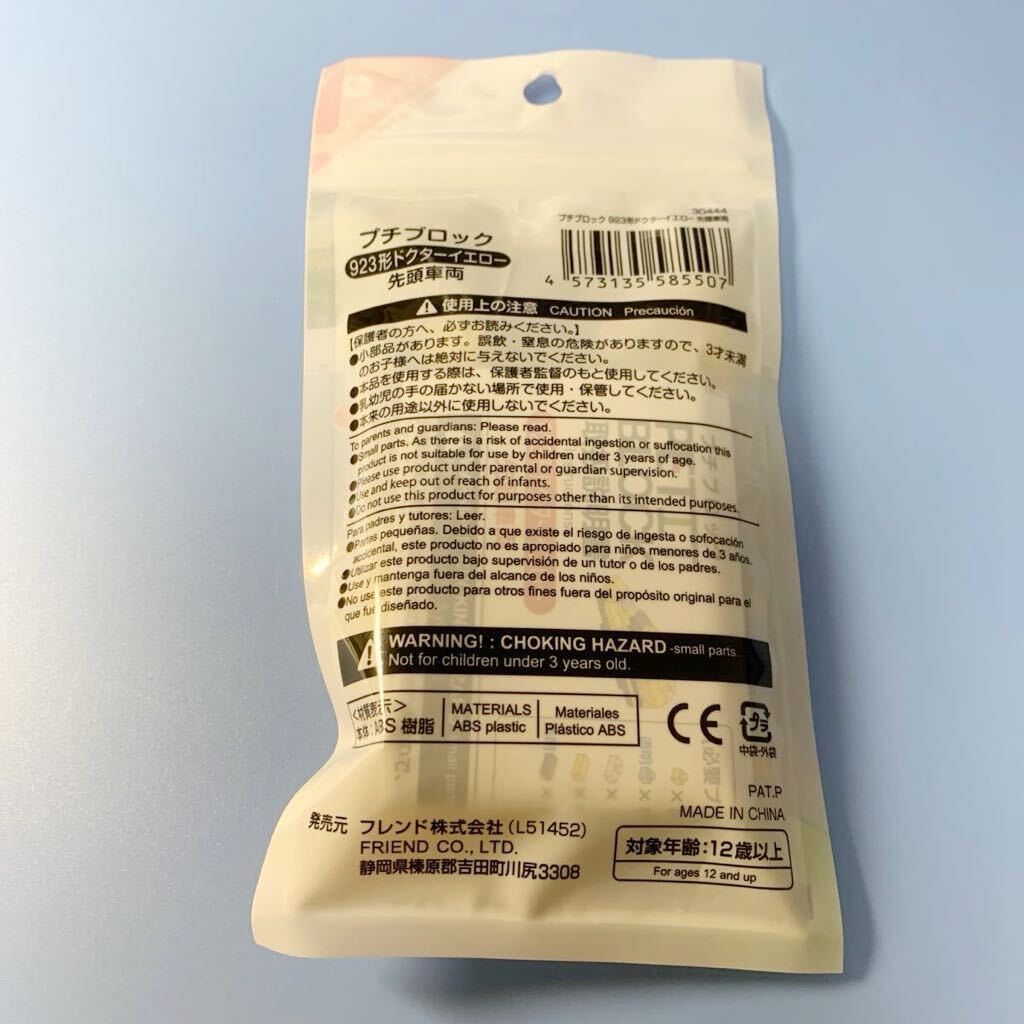 30444
プチブロック 923形ドクターイエロー 先頭車両
4 573135 585507
プチブロック
923形ドクターイエロー
先頭車両
使用上の注意 CAUTION Precaución
【保護者の方へ、必ずお読みください。】
●小部品があります。誤飲・窒息の危険がありますので、3才未満
のお子様へは絶対に与えないでください。
●本品を使用する際は、保護者監督のもと使用してください。
●乳幼児の手の届かない場所で使用・保管してください。
●本来の用途以外に使用しないでください。
To parents and guardians: Please read.
●Small parts. As there is a risk of accidental ingestion or suffocation this
product is not suitable for use by children under 3 years of age.
●Please use product under parental or guardian supervision.
●Use and keep out of reach of infants.
●Do not use this product for purposes other than its intended purposes.
Para padres y tutores: Leer.
●Partes pequeñas. Debido a que existe el riesgo de ingesta o sofocación
accidental, este producto no es apropiado para niños menores de 3 años.
●Utilizar este producto bajo supervisión de un tutor o de los padres.
●Use y mantenga fuera del alcance de los niños.
●No use este producto para otros fines fuera del propósito original para el
que fue diseñado.
WARNING! : CHOKING HAZARD -small parts.
Not for children under 3 years old.
<材質表示> MATERIALS Materiales
本体:ABS 樹脂 ABS plastic Plástico ABS
CE
プラ
中袋・外袋
PAT.P
MADE IN CHINA
発売元 フレンド株式会社(L51452)
FRIEND CO., LTD.
静岡県榛原郡吉田町川尻3308
対象年齢:12歳以上
For ages 12 and up